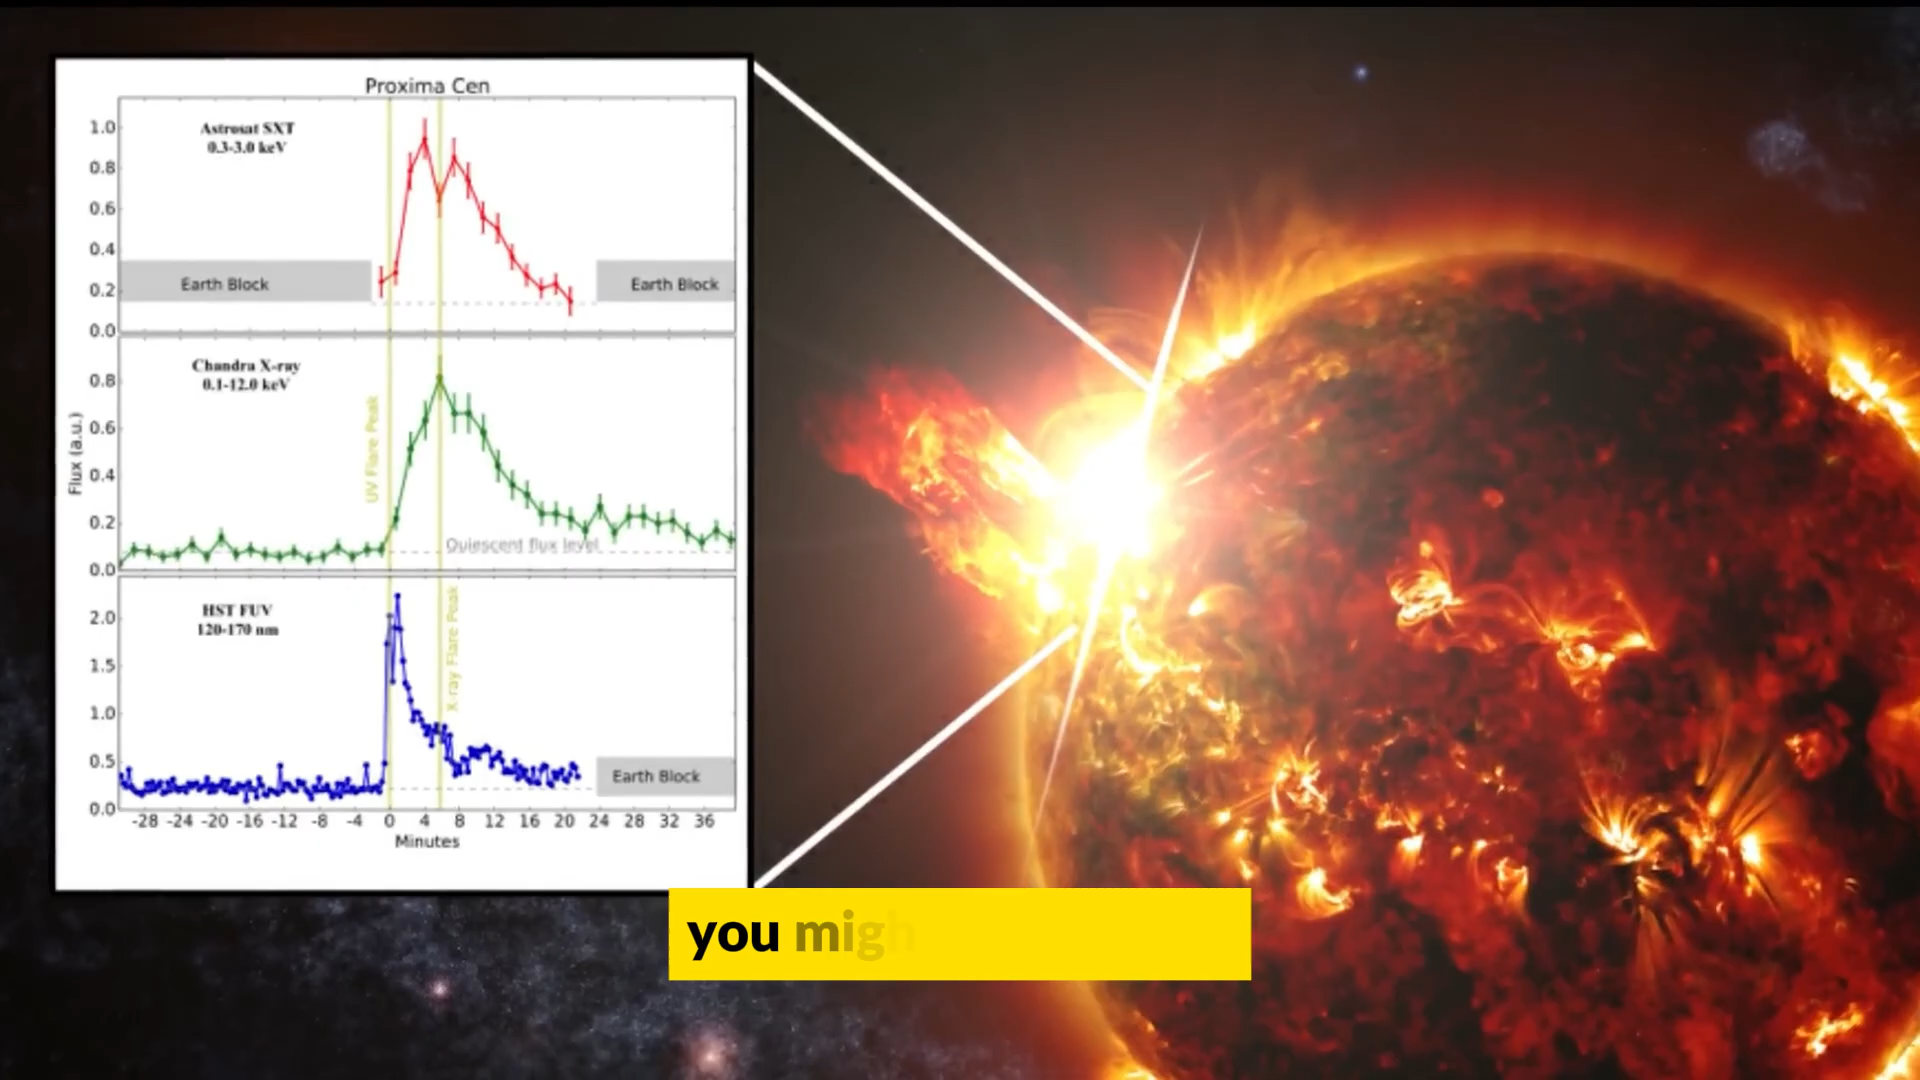 Proxima Cen
Astrosat SXT
0.3-3.0 keV
1.0
0.8
0.6
0.4
0.2
0.0
Earth Block
Earth Block
Chandra X-ray
0.1-12.0 keV
0.8
0.6
0.4
0.2
0.0
Flux (a.u.)
UV Flare Peak
Quiescent flux level
HST FUV
120-170 nm
2.0
1.5
1.0
0.5
0.0
X-ray Flare Peak
Earth Block
-28 -24 -20 -16 -12 -8 -4 0 4 8 12 16 20 24 28 32 36
Minutes
you migh